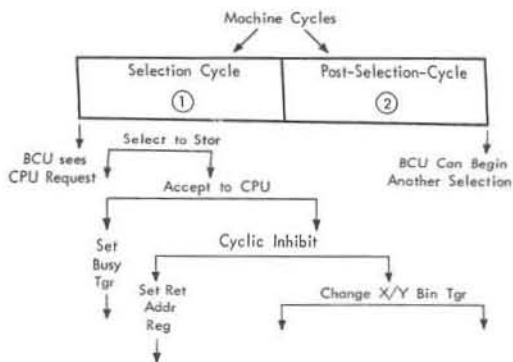 Machine Cycles
Selection Cycle
Post-Selection-Cycle
1
2
Select to Stor
BCU sees
CPU Request
BCU Can Begin
Another Selection
Accept to CPU
Set
Busy
Tgr
Cyclic Inhibit
Set Ret
Addr
Reg
Change X/Y Bin Tgr